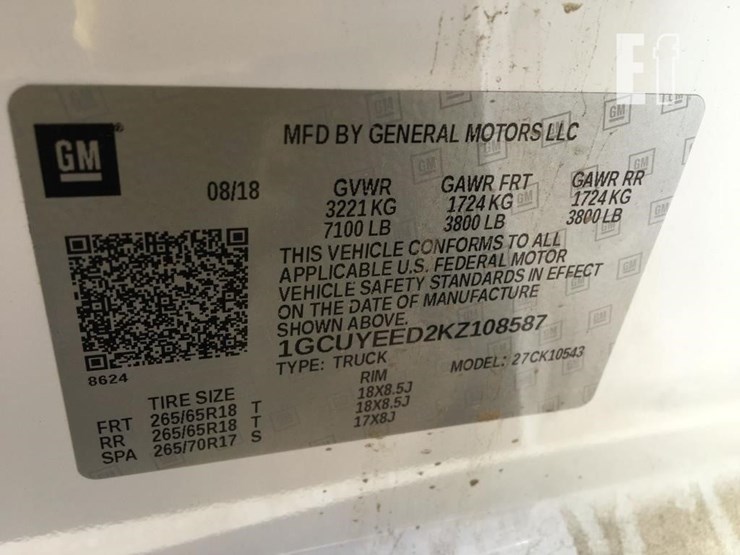 Ef
GM
MFD BY GENERAL MOTORS LLC
08/18
GVWR GAWR FRT GAWR RR
3221 KG 1724 KG 1724 KG
7100 LB 3800 LB 3800 LB
THIS VEHICLE CONFORMS TO ALL
APPLICABLE U.S. FEDERAL MOTOR
VEHICLE SAFETY STANDARDS IN EFFECT
ON THE DATE OF MANUFACTURE
SHOWN ABOVE.
1GCUYEED2KZ108587
TYPE: TRUCK MODEL: 27CK10543
8624
TIRE SIZE RIM
FRT 265/65R18 T 18X8.5J
RR 265/65R18 T 18X8.5J
SPA 265/70R17 S 17X8J